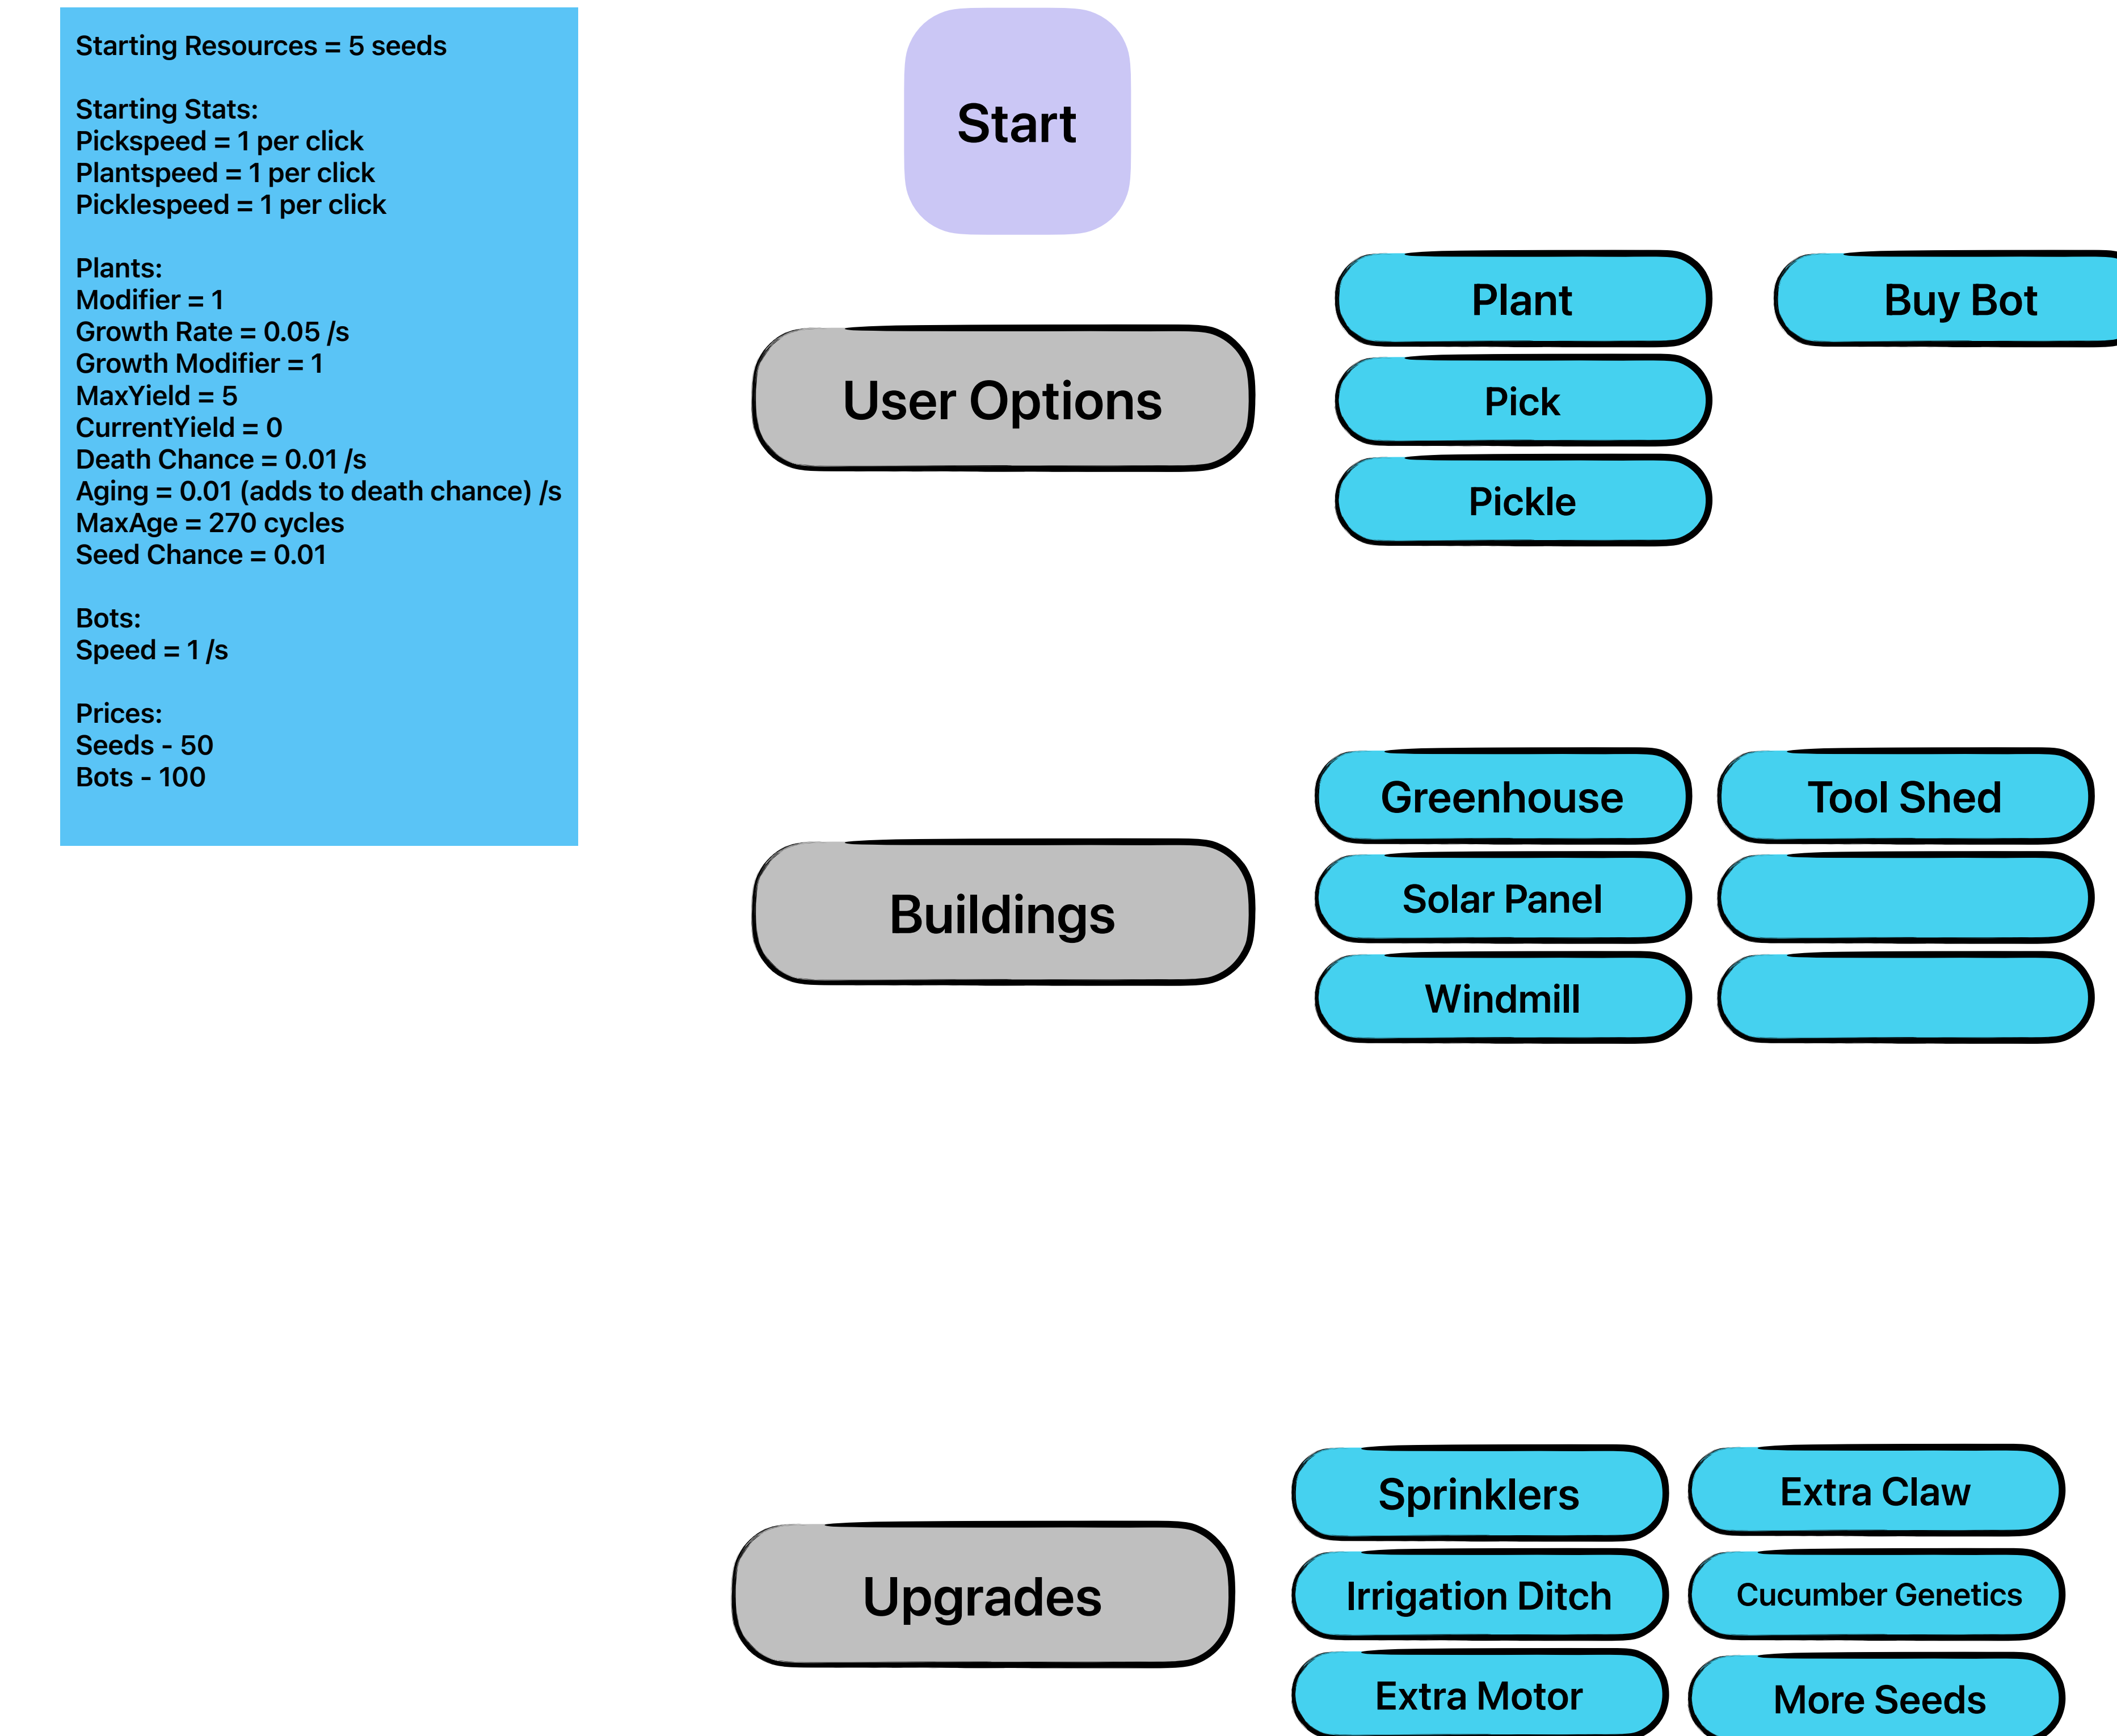 Starting Resources = 5 seeds
Starting Stats:
Pickspeed = 1 per click
Plantspeed = 1 per click
Picklespeed = 1 per click
Plants:
Modifier = 1
Growth Rate = 0.05 /s
Growth Modifier = 1
MaxYield = 5
CurrentYield = 0
Death Chance = 0.01 /s
Aging = 0.01 (adds to death chance) /s
MaxAge = 270 cycles
Seed Chance = 0.01
Bots:
Speed = 1 /s
Prices:
Seeds - 50
Bots - 100
Start
User Options
Plant
Buy Bot
Pick
Pickle
Buildings
Greenhouse
Tool Shed
Solar Panel
Windmill
Upgrades
Sprinklers
Extra Claw
Irrigation Ditch
Cucumber Genetics
Extra Motor
More Seeds